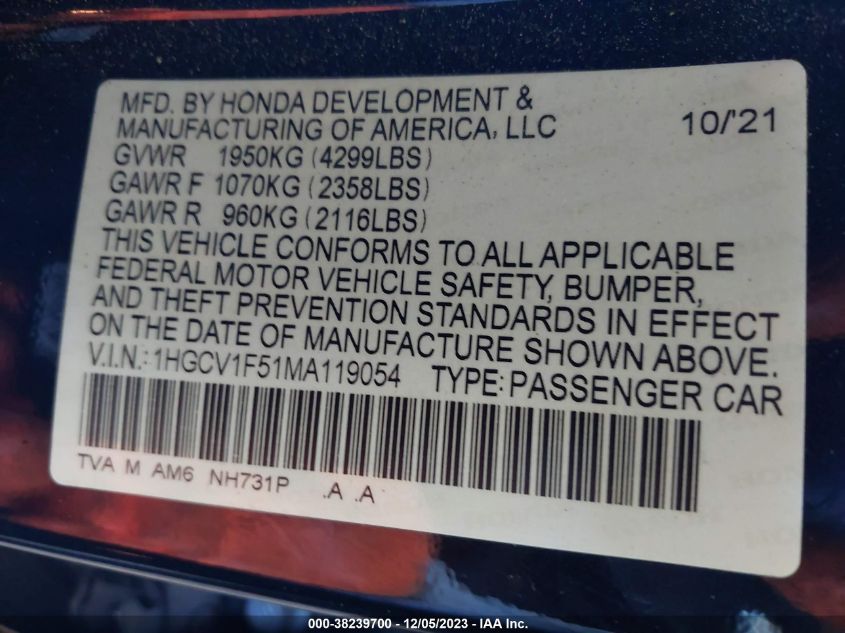 MFD. BY HONDA DEVELOPMENT &
MANUFACTURING OF AMERICA, LLC 10/'21
GVWR 1950KG (4299LBS)
GAWR F 1070KG (2358LBS)
GAWR R 960KG (2116LBS)
THIS VEHICLE CONFORMS TO ALL APPLICABLE
FEDERAL MOTOR VEHICLE SAFETY, BUMPER,
AND THEFT PREVENTION STANDARDS IN EFFECT
ON THE DATE OF MANUFACTURE SHOWN ABOVE.
V.I.N.: 1HGCV1F51MA119054 TYPE: PASSENGER CAR
TVA M AM6 NH731P .A .A
000-38239700 - 12/05/2023 - © IAA Inc.